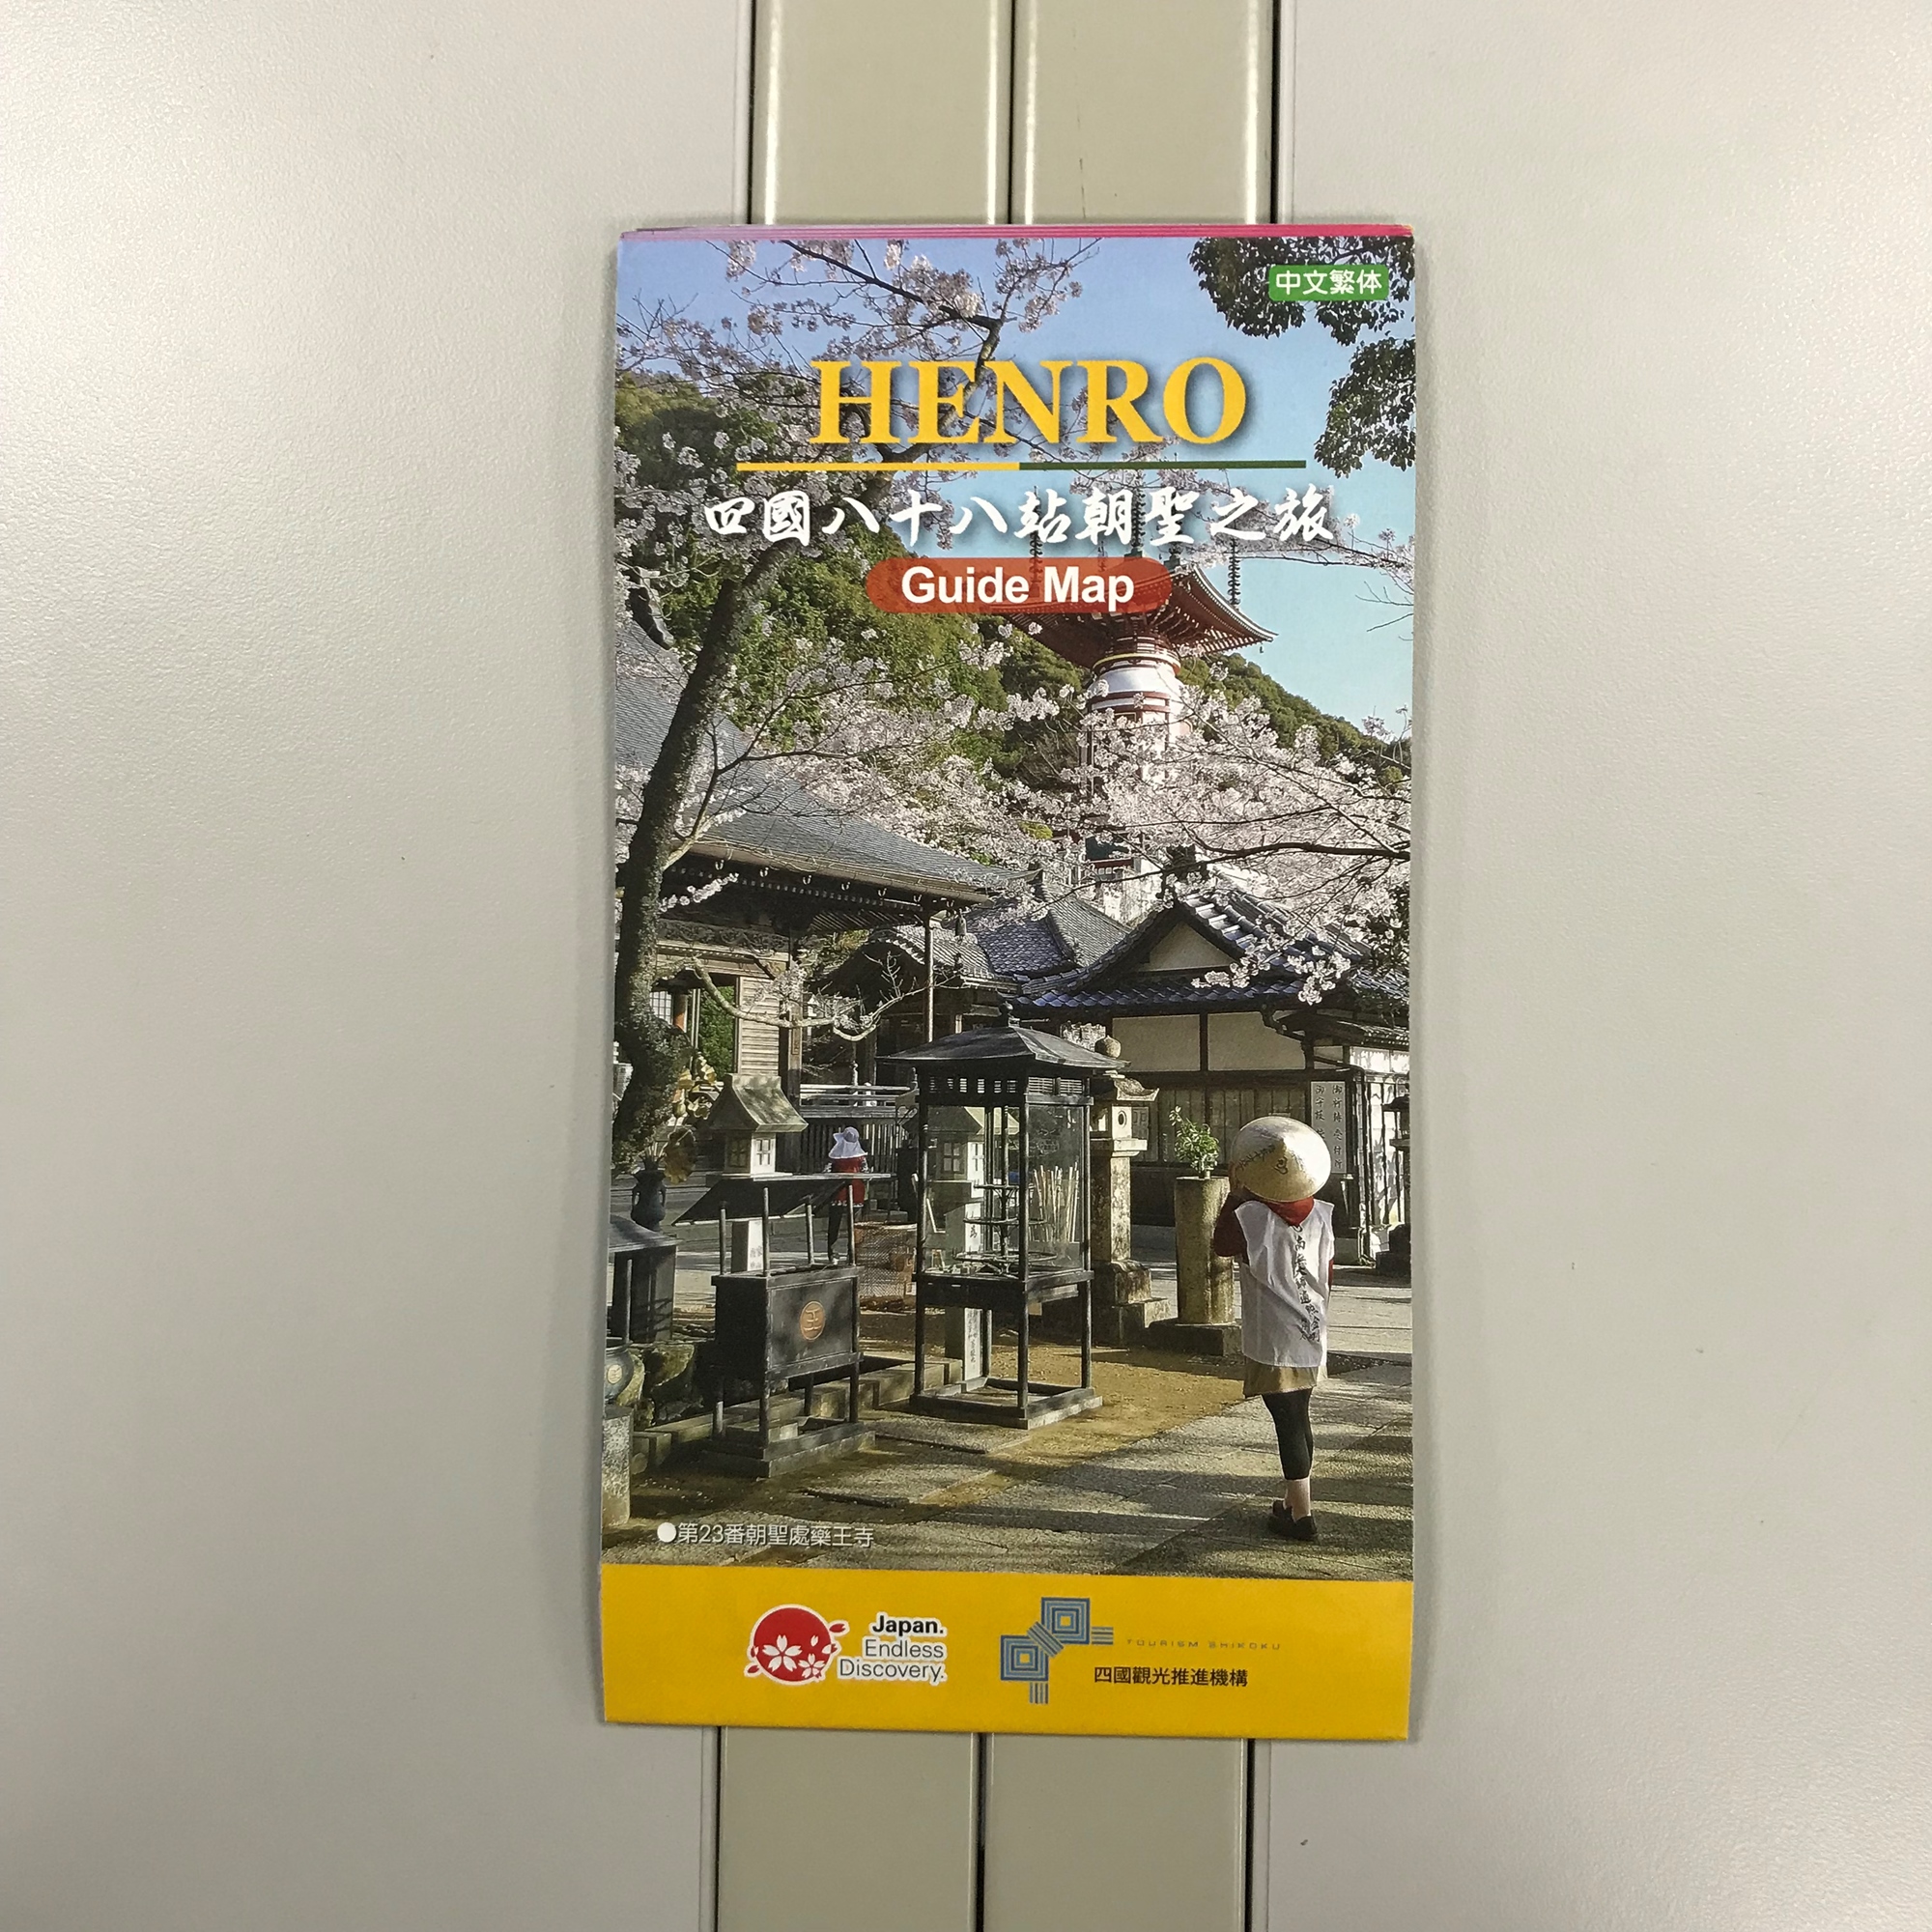 中文繁体
HENRO
四國八十八站朝聖之旅
Guide Map
●第23番朝聖處藥王寺
Japan.
Endless
Discovery.
TOURISM SHIKOKU
四國觀光推進機構